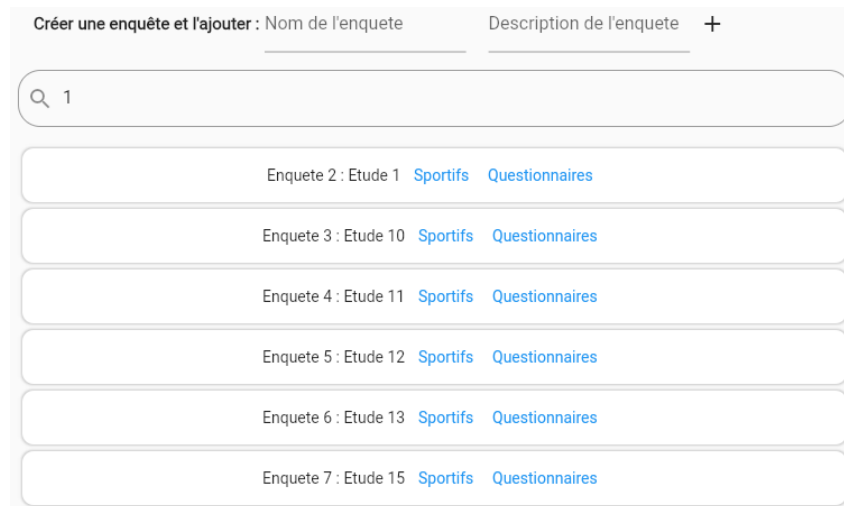 Créer une enquête et l'ajouter : Nom de l'enquete Description de l'enquete +
1
Enquete 2 : Etude 1 Sportifs Questionnaires
Enquete 3 : Etude 10 Sportifs Questionnaires
Enquete 4 : Etude 11 Sportifs Questionnaires
Enquete 5 : Etude 12 Sportifs Questionnaires
Enquete 6 : Etude 13 Sportifs Questionnaires
Enquete 7 : Etude 15 Sportifs Questionnaires